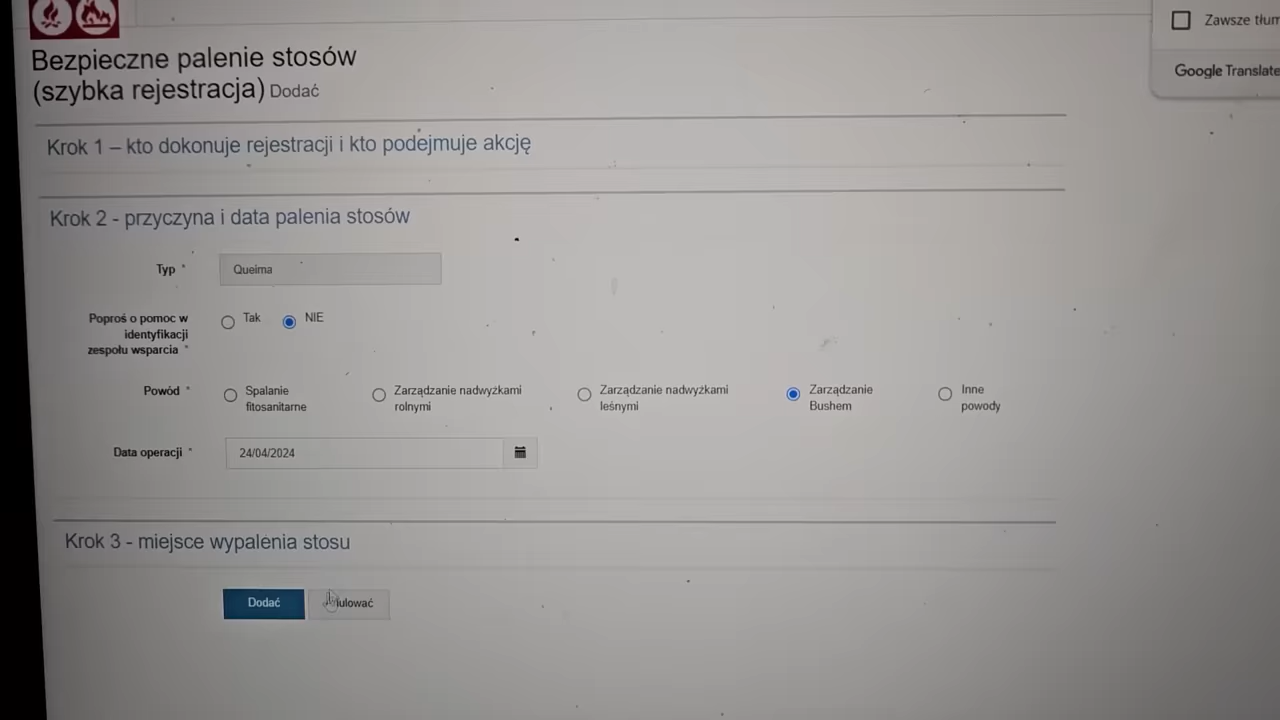 Zawsze tłum
Google Translate
Bezpieczne palenie stosów
(szybka rejestracja) Dodać
Krok 1 – kto dokonuje rejestracji i kto podejmuje akcję
Krok 2 - przyczyna i data palenia stosów
Typ *
Queima
Poproś o pomoc w
identyfikacji
zespołu wsparcia *
Tak
NIE
Powód *
Spalanie
fitosanitarne
Zarządzanie nadwyżkami
rolnymi
Zarządzanie nadwyżkami
leśnymi
Zarządzanie
Bushem
Inne
powody
Data operacji *
24/04/2024
Krok 3 - miejsce wypalenia stosu
Dodać